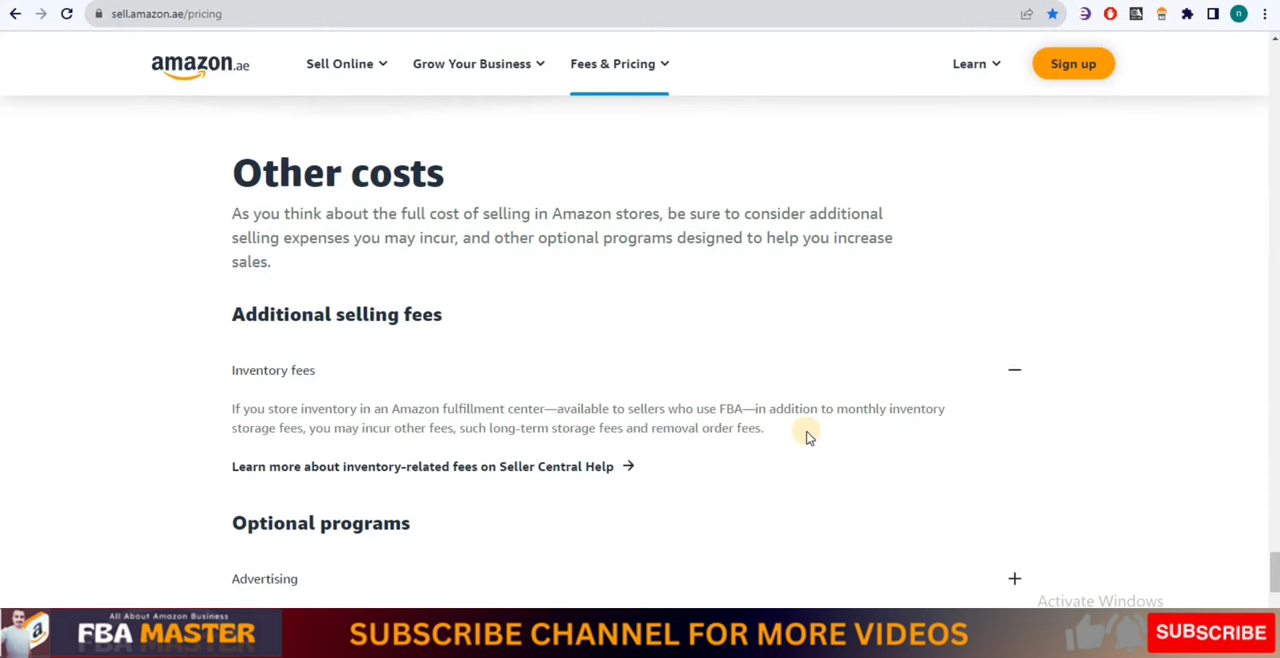 sell.amazon.ae/pricing
n
amazon.ae
Sell Online
Grow Your Business
Fees & Pricing
Learn
Sign up
Other costs
As you think about the full cost of selling in Amazon stores, be sure to consider additional
selling expenses you may incur, and other optional programs designed to help you increase
sales.
Additional selling fees
Inventory fees
If you store inventory in an Amazon fulfillment center—available to sellers who use FBA—in addition to monthly inventory
storage fees, you may incur other fees, such long-term storage fees and removal order fees.
Learn more about inventory-related fees on Seller Central Help →
Optional programs
Advertising
Activate Windows
All About Amazon Business
FBA MASTER
SUBSCRIBE CHANNEL FOR MORE VIDEOS
SUBSCRIBE